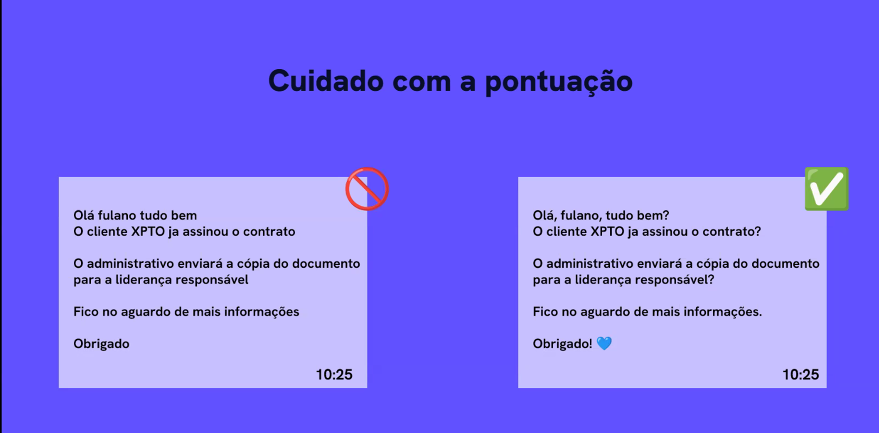 Cuidado com a pontuação
Olá fulano tudo bem
O cliente XPTO ja assinou o contrato
O administrativo enviará a cópia do documento
para a liderança responsável
Fico no aguardo de mais informações
Obrigado
10:25
Olá, fulano, tudo bem?
O cliente XPTO ja assinou o contrato?
O administrativo enviará a cópia do documento
para a liderança responsável?
Fico no aguardo de mais informações.
Obrigado! 💙
10:25